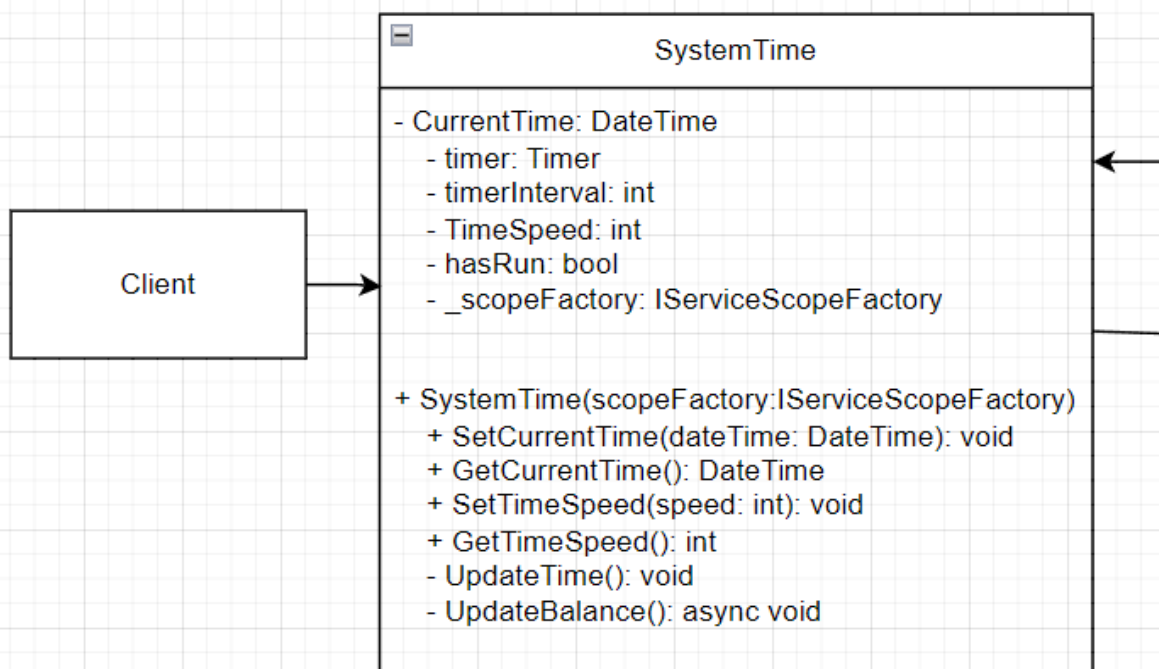 SystemTime
- CurrentTime: DateTime
- timer: Timer
- timerInterval: int
- TimeSpeed: int
- hasRun: bool
- _scopeFactory: IServiceScopeFactory
Client
+ SystemTime(scopeFactory:IServiceScopeFactory)
+ SetCurrentTime(dateTime: DateTime): void
+ GetCurrentTime(): DateTime
+ SetTimeSpeed(speed: int): void
+ GetTimeSpeed(): int
- UpdateTime(): void
- UpdateBalance(): async void